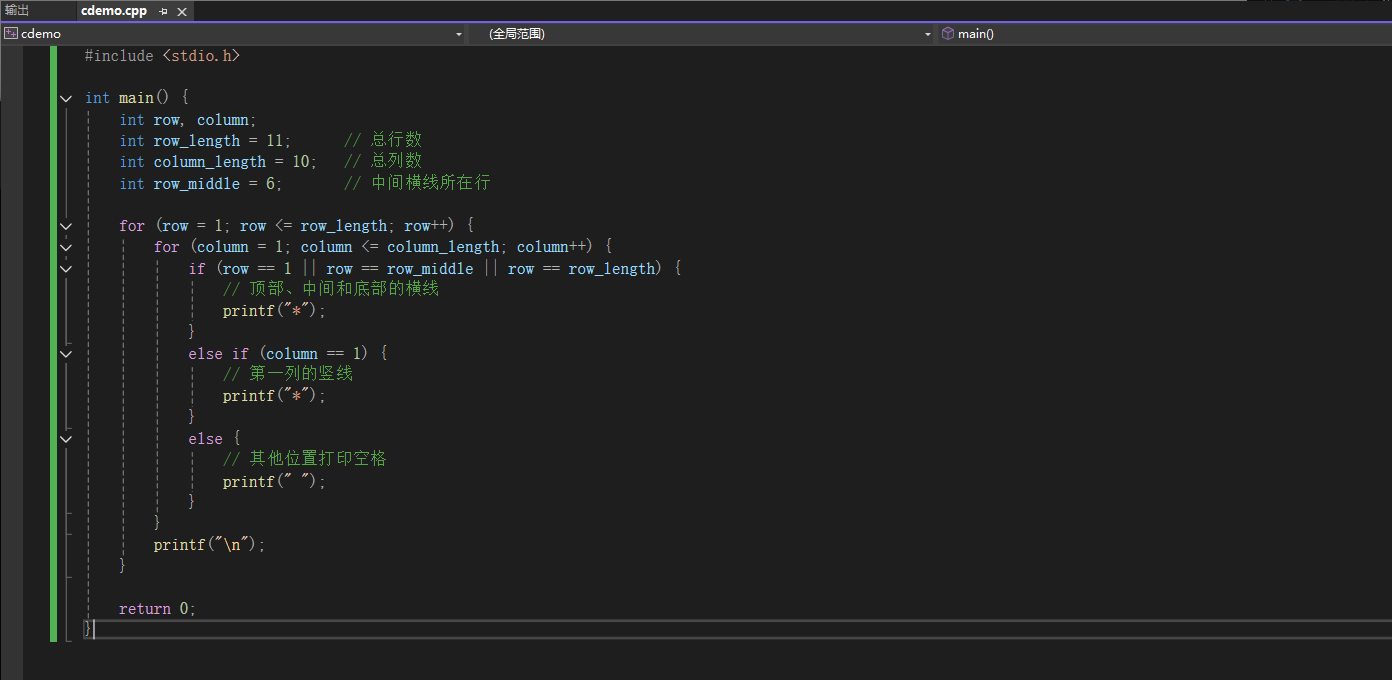 输出
cdemo.cpp
cdemo
(全局范围)
main()
#include <stdio.h>
int main() {
    int row, column;
    int row_length = 11;      // 总行数
    int column_length = 10;   // 总列数
    int row_middle = 6;       // 中间横线所在行
    for (row = 1; row <= row_length; row++) {
        for (column = 1; column <= column_length; column++) {
            if (row == 1 || row == row_middle || row == row_length) {
                // 顶部、中间和底部的横线
                printf("*");
            }
            else if (column == 1) {
                // 第一列的竖线
                printf("*");
            }
            else {
                // 其他位置打印空格
                printf(" ");
            }
        }
        printf("\n");
    }
    return 0;
}